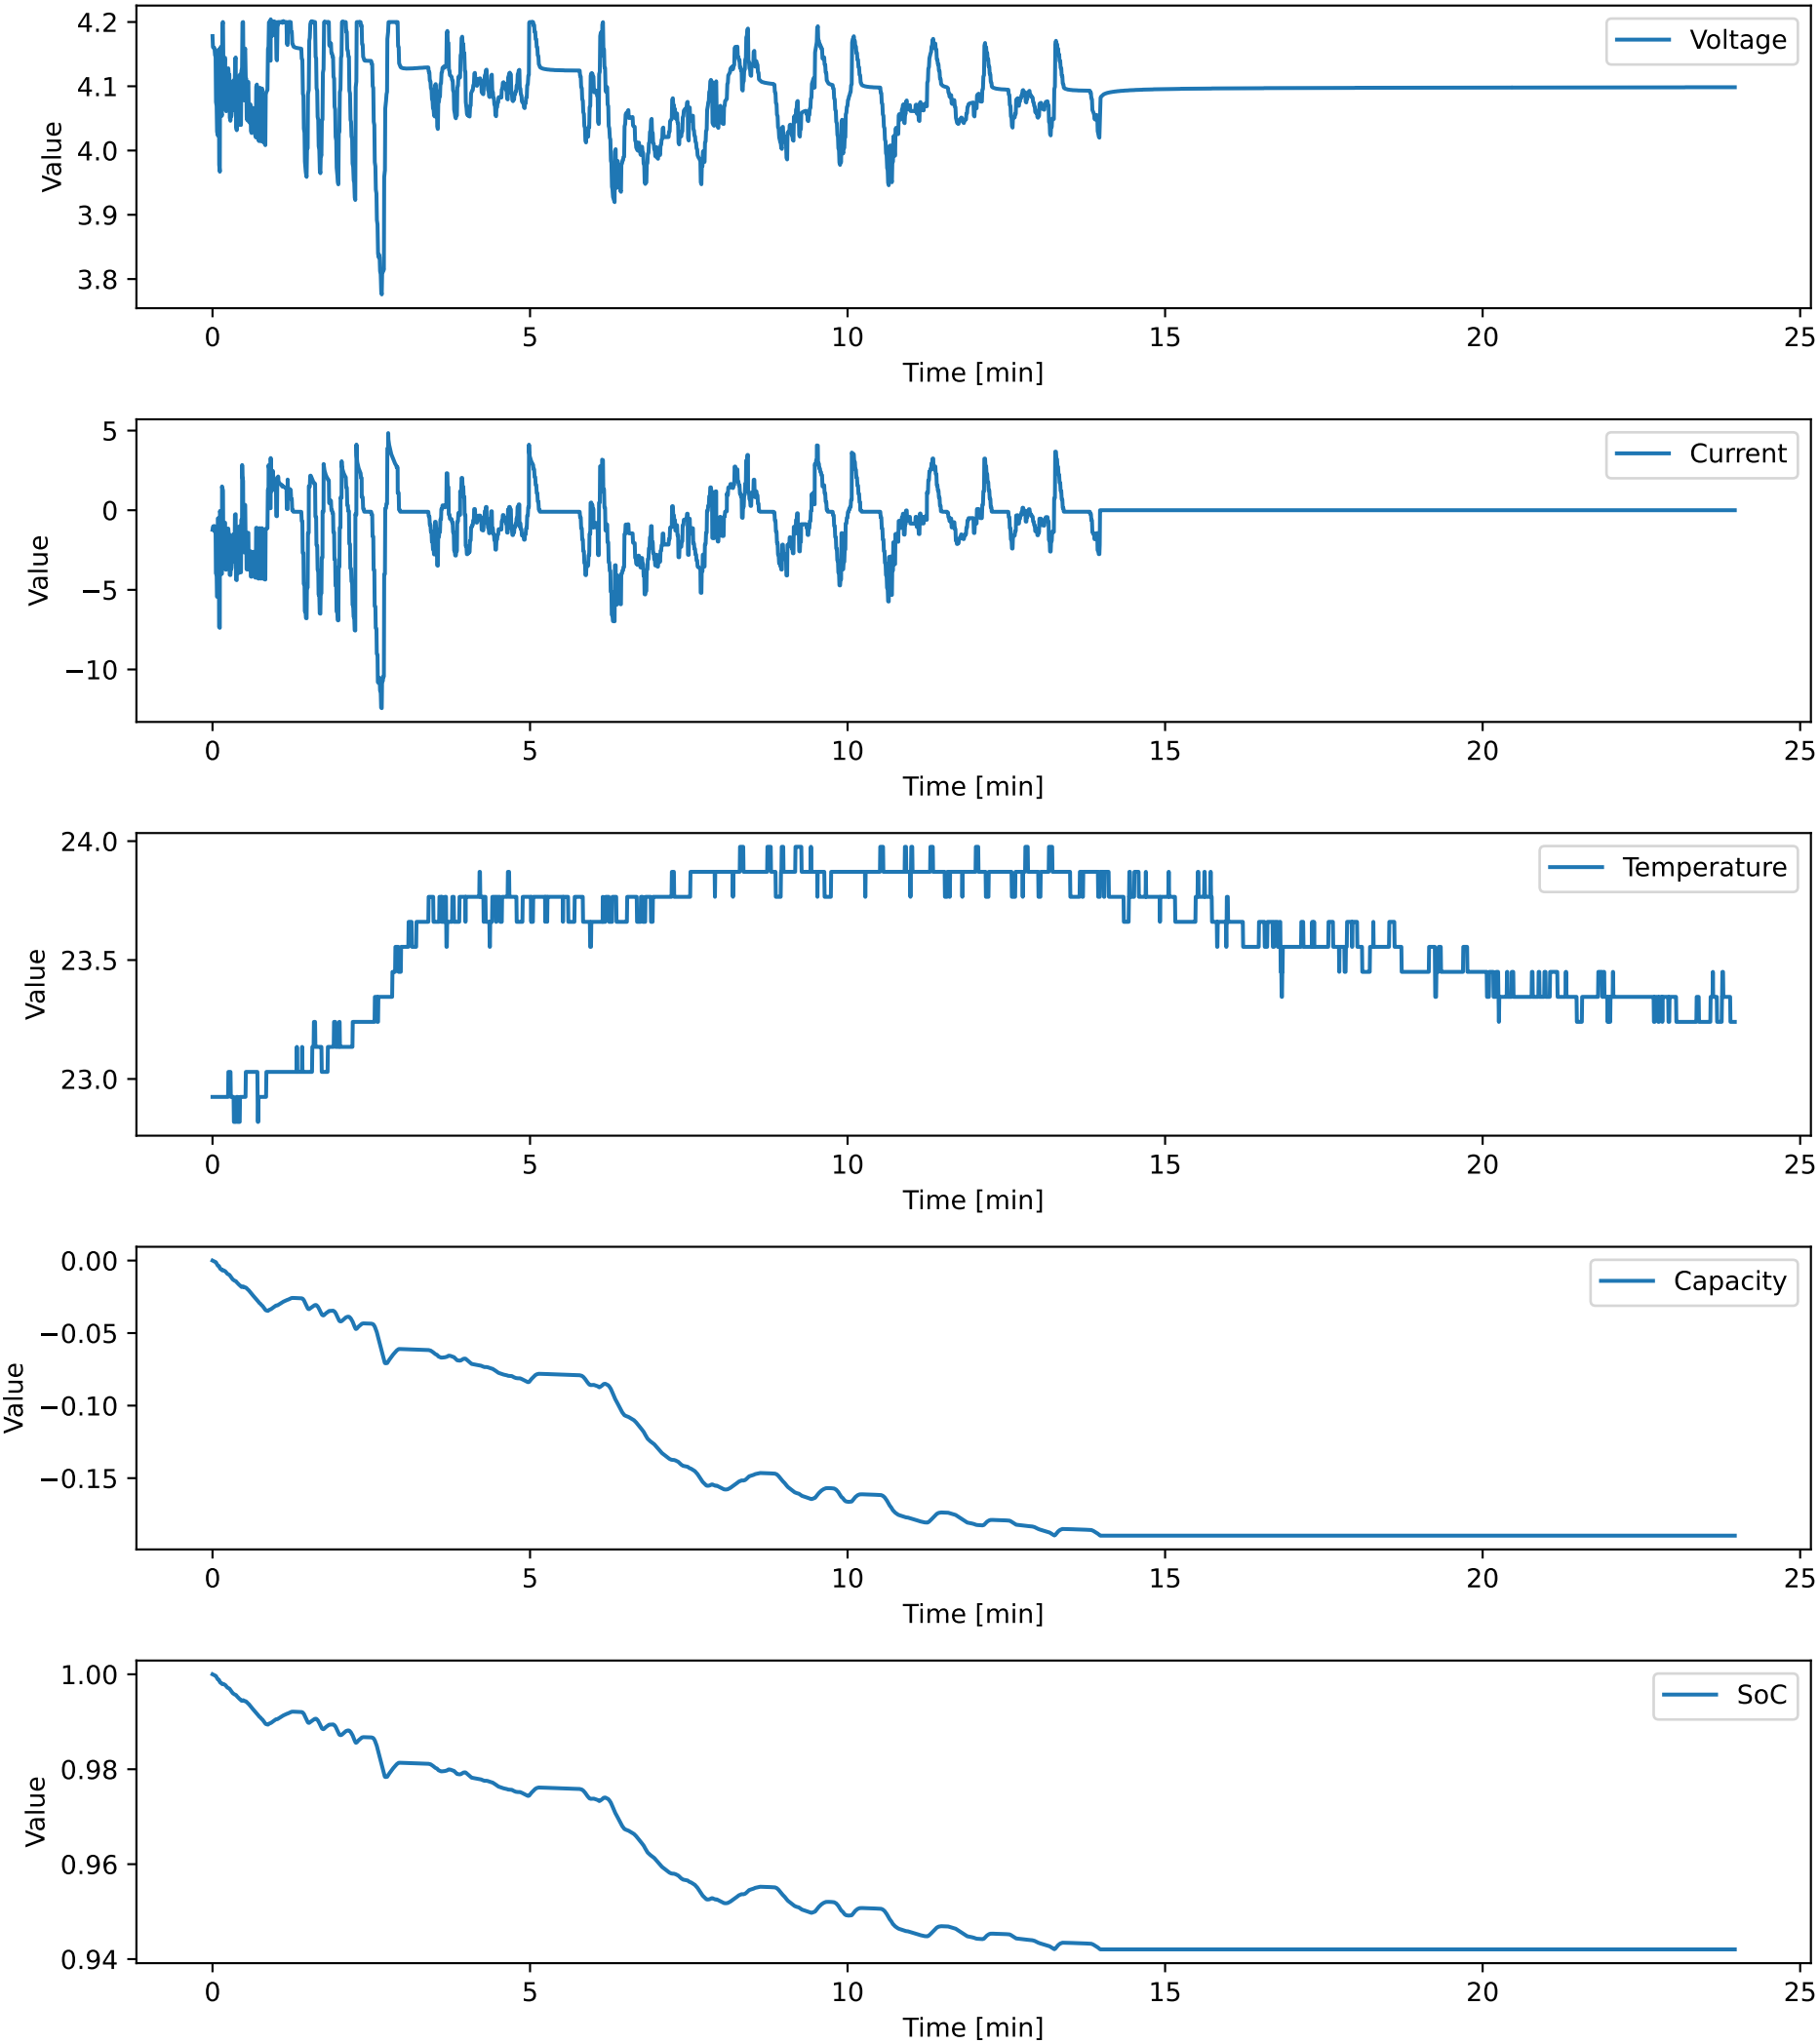 4.2
4.1
4.0
3.9
3.8
Value
Voltage
0 5 10 15 20 25
Time [min]
5
0
−5
−10
Value
Current
0 5 10 15 20 25
Time [min]
24.0
23.5
23.0
Value
Temperature
0 5 10 15 20 25
Time [min]
0.00
−0.05
−0.10
−0.15
Value
Capacity
0 5 10 15 20 25
Time [min]
1.00
0.98
0.96
0.94
Value
SoC
0 5 10 15 20 25
Time [min]